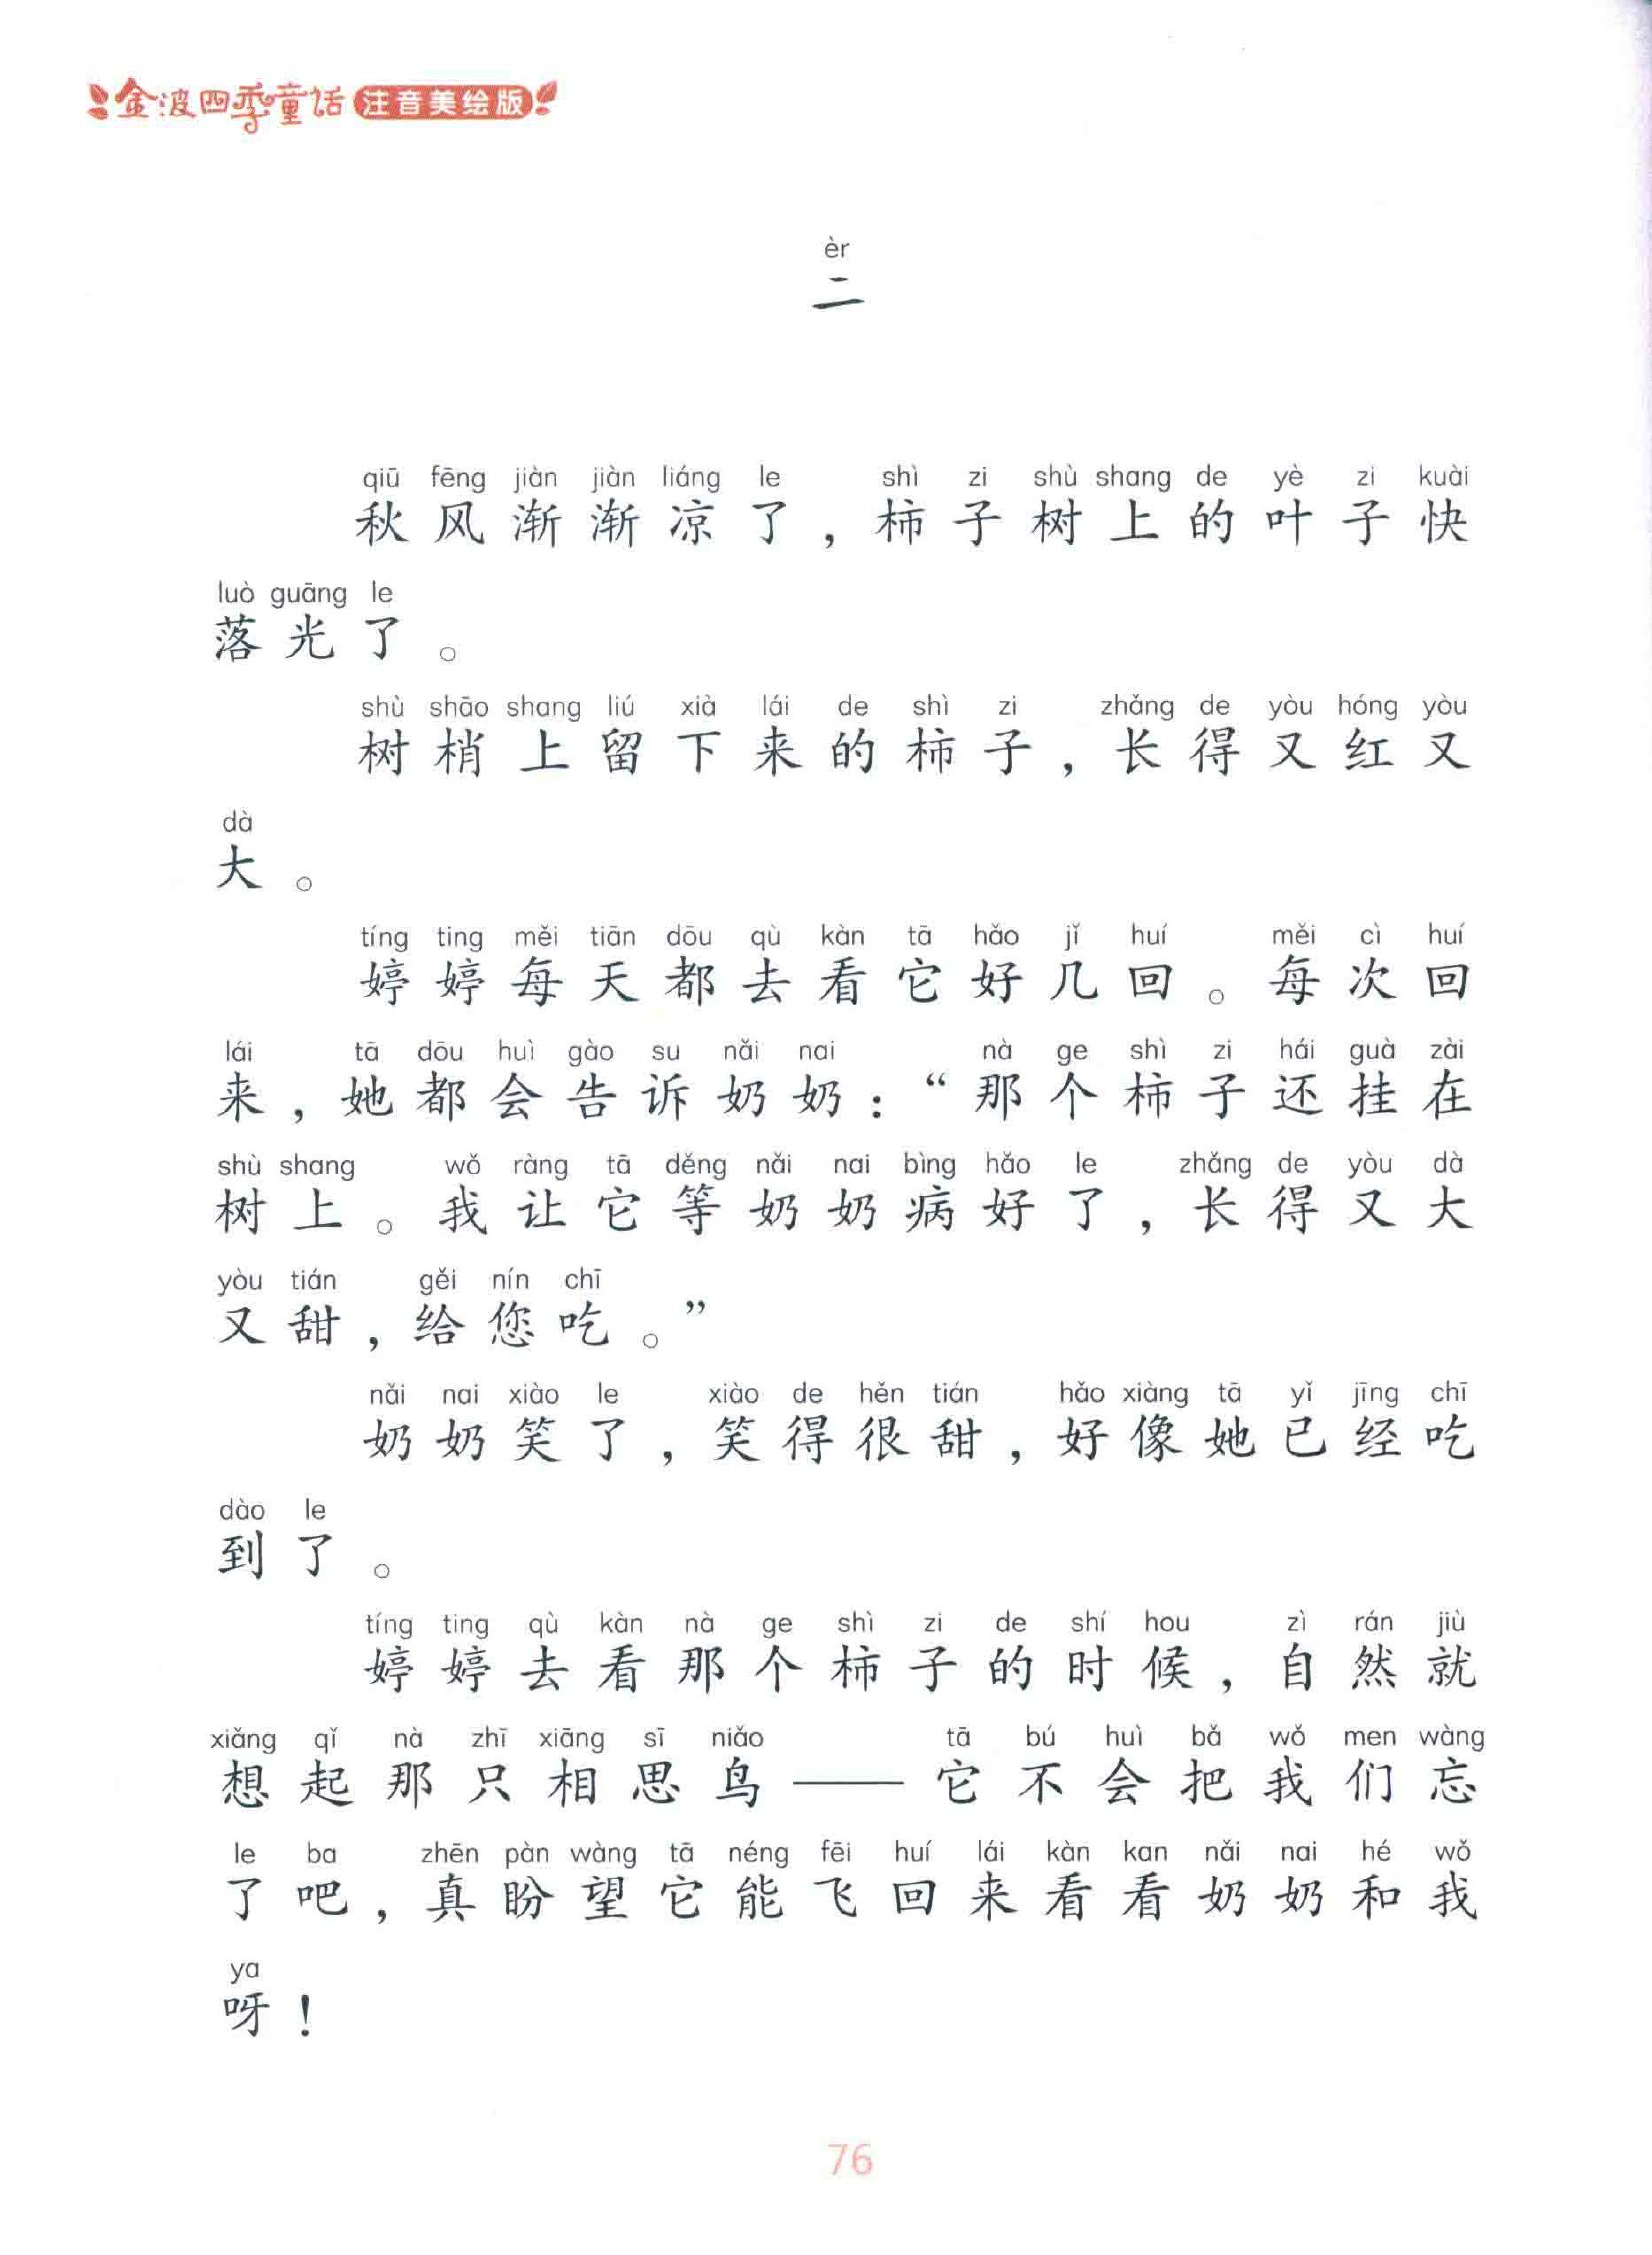 金波四季童话 注音美绘版
èr
二
qiū fēng jiàn jiàn liáng le shì zi shù shang de yè zi kuài
秋风渐渐凉了，柿子树上的叶子快
luò guāng le
落光了。
shù shāo shang liú xià lái de shì zi zhǎng de yòu hóng yòu
树梢上留下来的柿子，长得又红又
dà
大。
tíng ting měi tiān dōu qù kàn tā hǎo jǐ huí měi cì huí
婷婷每天都去看它好几回。每次回
lái tā dōu huì gào su nǎi nai nà ge shì zi hái guà zài
来，她都会告诉奶奶：“那个柿子还挂在
shù shang wǒ ràng tā děng nǎi nai bìng hǎo le zhǎng de yòu dà
树上。我让它等奶奶病好了，长得又大
yòu tián gěi nín chī
又甜，给您吃。”
nǎi nai xiào le xiào de hěn tián hǎo xiàng tā yǐ jīng chī
奶奶笑了，笑得很甜，好像她已经吃
dào le
到了。
tíng ting qù kàn nà ge shì zi de shí hou zì rán jiù
婷婷去看那个柿子的时候，自然就
xiǎng qǐ nà zhī xiāng sī niǎo tā bú huì bǎ wǒ men wàng
想起那只相思鸟——它不会把我们忘
le ba zhēn pàn wàng tā néng fēi huí lái kàn kan nǎi nai hé wǒ
了吧，真盼望它能飞回来看看奶奶和我
ya
呀！
76